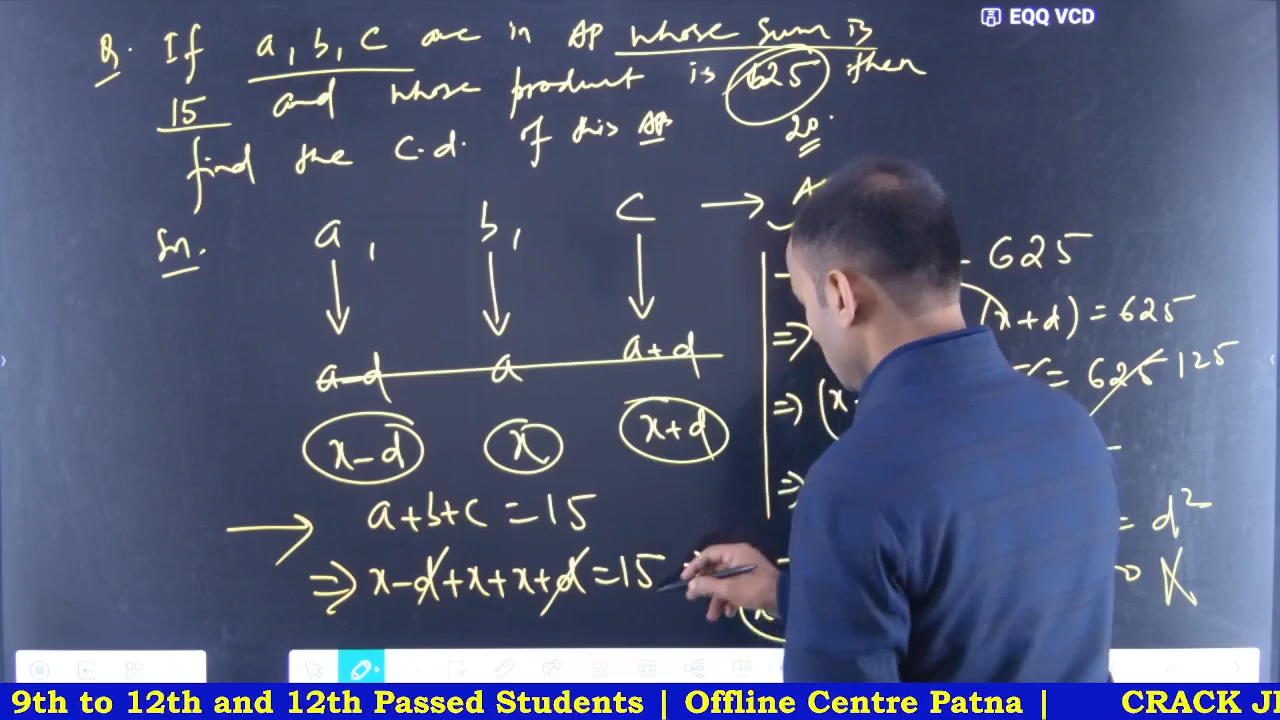 EQQ VCD
Q. If a, b, c are in AP whose sum is
15 and whose product is 625 then
20.
find the c.d. of this AP.
Sol.
a, b, c →
a-d a a+d
x-d x x+d
a+b+c = 15
⇒ x-d+x+x+d = 15
625
(x+d) = 625
⇒ (x
= 625 125
= d²
9th to 12th and 12th Passed Students | Offline Centre Patna | CRACK